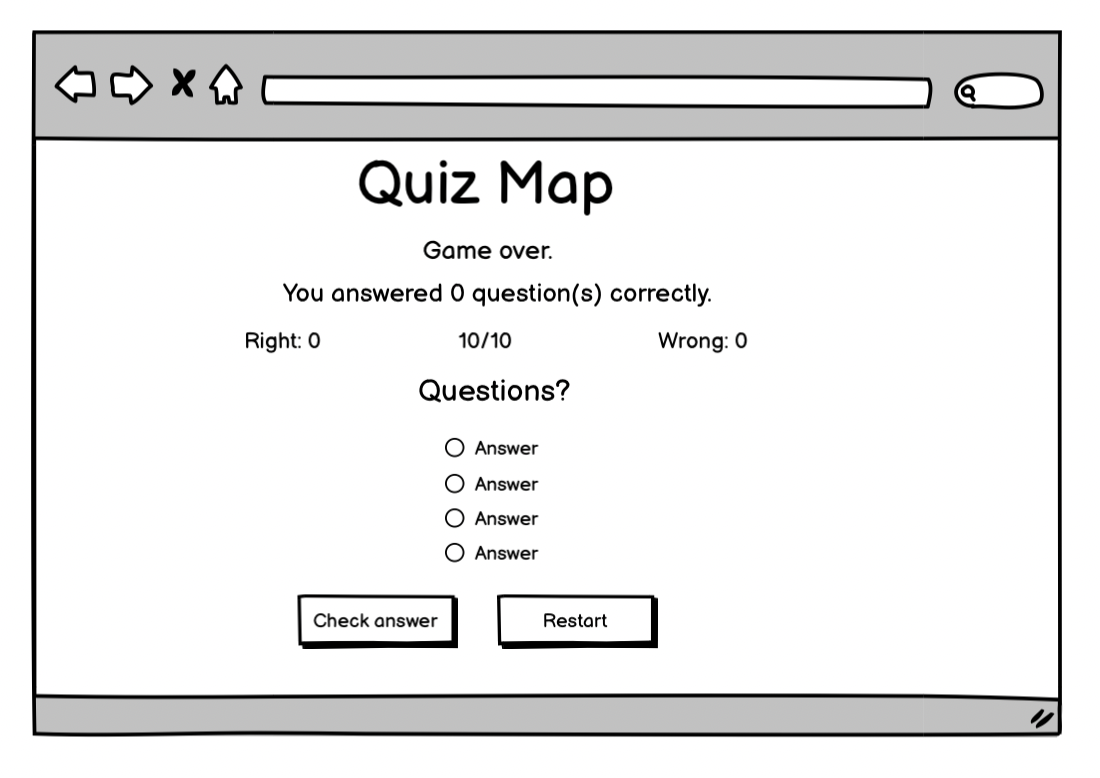 Quiz Map
Game over.
You answered 0 question(s) correctly.
Right: 0 10/10 Wrong: 0
Questions?
Answer
Answer
Answer
Answer
Check answer Restart